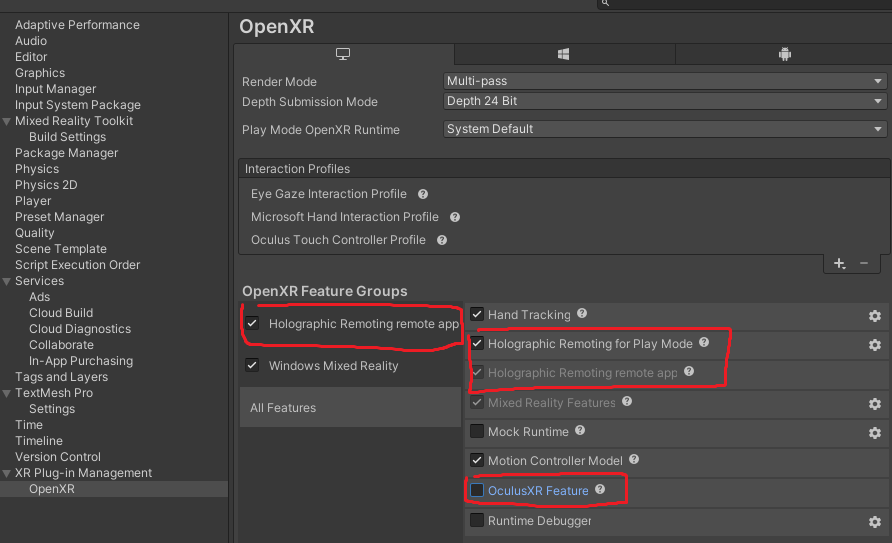 Adaptive Performance
Audio
Editor
Graphics
Input Manager
Input System Package
Mixed Reality Toolkit
Build Settings
Package Manager
Physics
Physics 2D
Player
Preset Manager
Quality
Scene Template
Script Execution Order
Services
Ads
Cloud Build
Cloud Diagnostics
Collaborate
In-App Purchasing
Tags and Layers
TextMesh Pro
Settings
Time
Timeline
Version Control
XR Plug-in Management
OpenXR
OpenXR
Render Mode Multi-pass
Depth Submission Mode Depth 24 Bit
Play Mode OpenXR Runtime System Default
Interaction Profiles
Eye Gaze Interaction Profile
Microsoft Hand Interaction Profile
Oculus Touch Controller Profile
OpenXR Feature Groups
Holographic Remoting remote app
Windows Mixed Reality
All Features
Hand Tracking
Holographic Remoting for Play Mode
Holographic Remoting remote app
Mixed Reality Features
Mock Runtime
Motion Controller Model
OculusXR Feature
Runtime Debugger